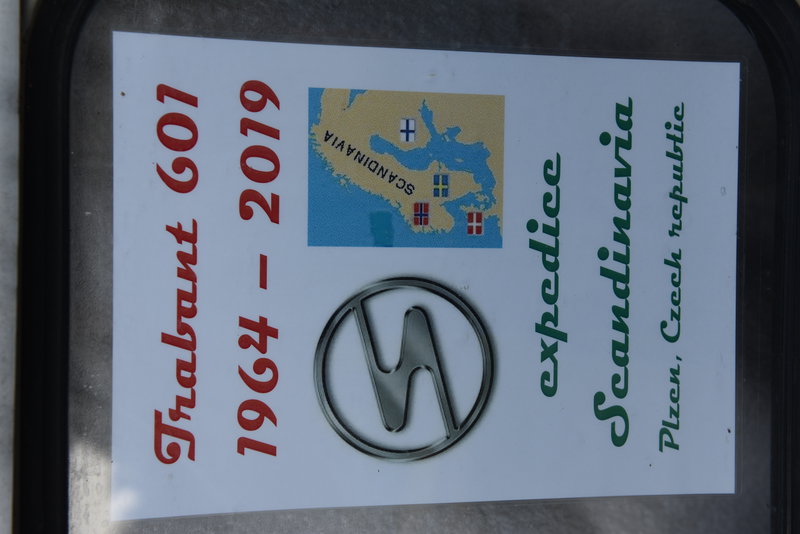 Trabant 601
1964 – 2019
SCANDINAVIA
expedice
Scandinavia
Plzen, Czech republic